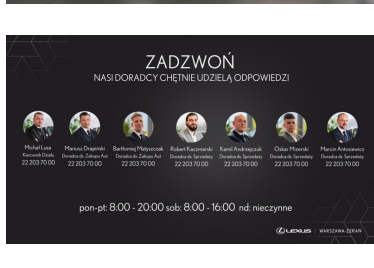 ZADZWOŃ
NASI DORADCY CHĘTNIE UDZIELĄ ODPOWIEDZI
Michał Lusa
Kierownik Działu
22 203 70 00
Mariusz Drapiński
Doradca ds. Zakupu Aut
22 203 70 00
Bartłomiej Matyszczak
Doradca ds. Zakupu Aut
22 203 70 00
Robert Kaczmarski
Doradca ds. Sprzedaży
22 203 70 00
Kamil Andrzejczuk
Doradca ds. Sprzedaży
22 203 70 00
Oskar Mizerski
Doradca ds. Sprzedaży
22 203 70 00
Marcin Antosiewicz
Doradca ds. Sprzedaży
22 203 70 00
pon-pt: 8:00 - 20:00 sob: 8:00 - 16:00 nd: nieczynne
LEXUS | WARSZAWA-ŻERAŃ